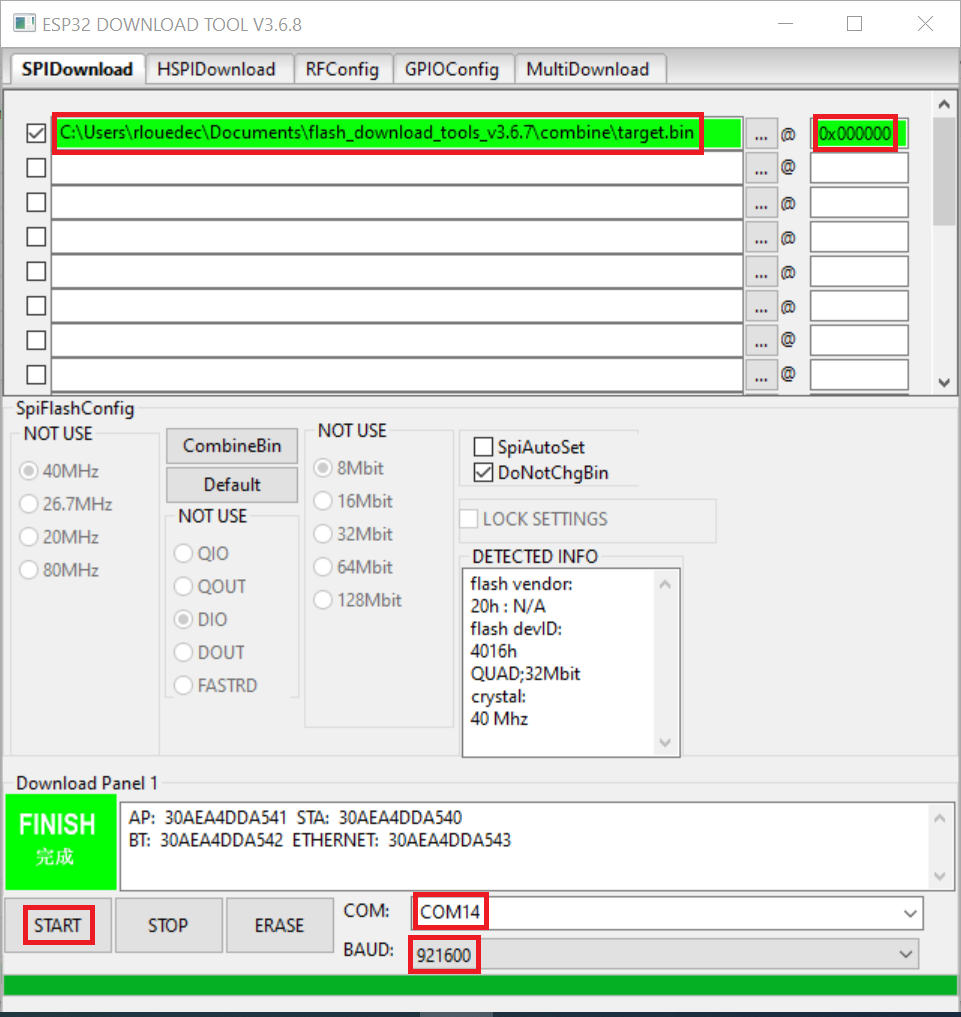 ESP32 DOWNLOAD TOOL V3.6.8
SPIDownload HSPIDownload RFConfig GPIOConfig MultiDownload
C:\Users\rlouedec\Documents\flash_download_tools_v3.6.7\combine\target.bin ... @ 0x000000
... @
... @
... @
... @
... @
... @
... @
SpiFlashConfig
NOT USE
40MHz
26.7MHz
20MHz
80MHz
CombineBin
Default
NOT USE
QIO
QOUT
DIO
DOUT
FASTRD
NOT USE
8Mbit
16Mbit
32Mbit
64Mbit
128Mbit
SpiAutoSet
DoNotChgBin
LOCK SETTINGS
DETECTED INFO
flash vendor:
20h : N/A
flash devID:
4016h
QUAD;32Mbit
crystal:
40 Mhz
Download Panel 1
FINISH
完成
AP: 30AEA4DDA541 STA: 30AEA4DDA540
BT: 30AEA4DDA542 ETHERNET: 30AEA4DDA543
START STOP ERASE
COM: COM14
BAUD: 921600